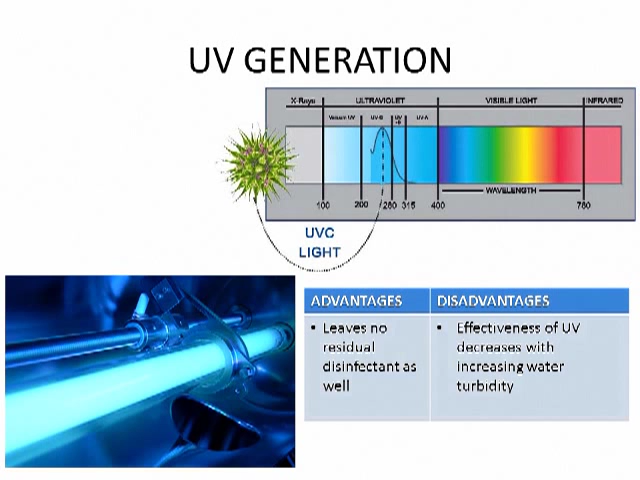 UV GENERATION
X-Rays ULTRAVIOLET VISIBLE LIGHT INFRARED
Vacuum UV UV-B UV-A
WAVELENGTH
100 200 280 315 400 780
UVC
LIGHT
ADVANTAGES DISADVANTAGES
• Leaves no
residual
disinfectant as
well
• Effectiveness of UV
decreases with
increasing water
turbidity